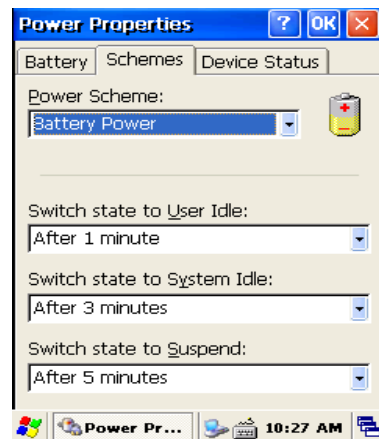 Power Properties ? OK ×
Battery Schemes Device Status
Power Scheme:
Battery Power
Switch state to User Idle:
After 1 minute
Switch state to System Idle:
After 3 minutes
Switch state to Suspend:
After 5 minutes
Power Pr... 10:27 AM